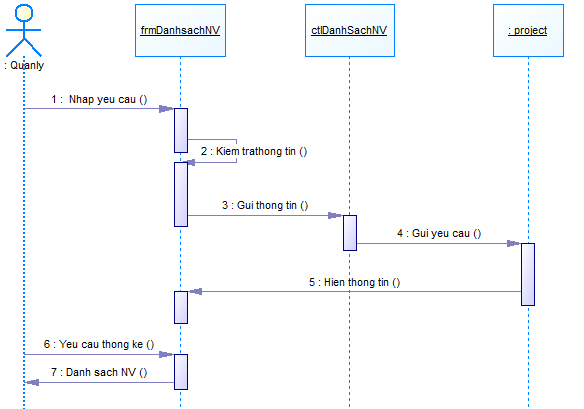 frmDanhsachNV
ctlDanhSachNV
: project
: Quanly
1 : Nhap yeu cau ()
2 : Kiem trathong tin ()
3 : Gui thong tin ()
4 : Gui yeu cau ()
5 : Hien thong tin ()
6 : Yeu cau thong ke ()
7 : Danh sach NV ()